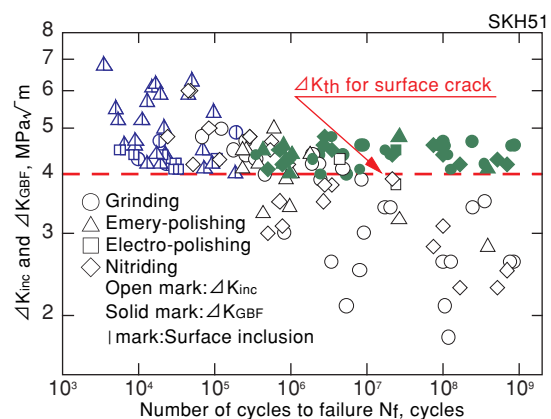 SKH51
ΔKth for surface crack
ΔKinc and ΔKGBF, MPa√m
8
7
6
5
4
3
2
Grinding
Emery-polishing
Electro-polishing
Nitriding
Open mark:ΔKinc
Solid mark:ΔKGBF
| mark:Surface inclusion
10³ 10⁴ 10⁵ 10⁶ 10⁷ 10⁸ 10⁹
Number of cycles to failure Nf, cycles